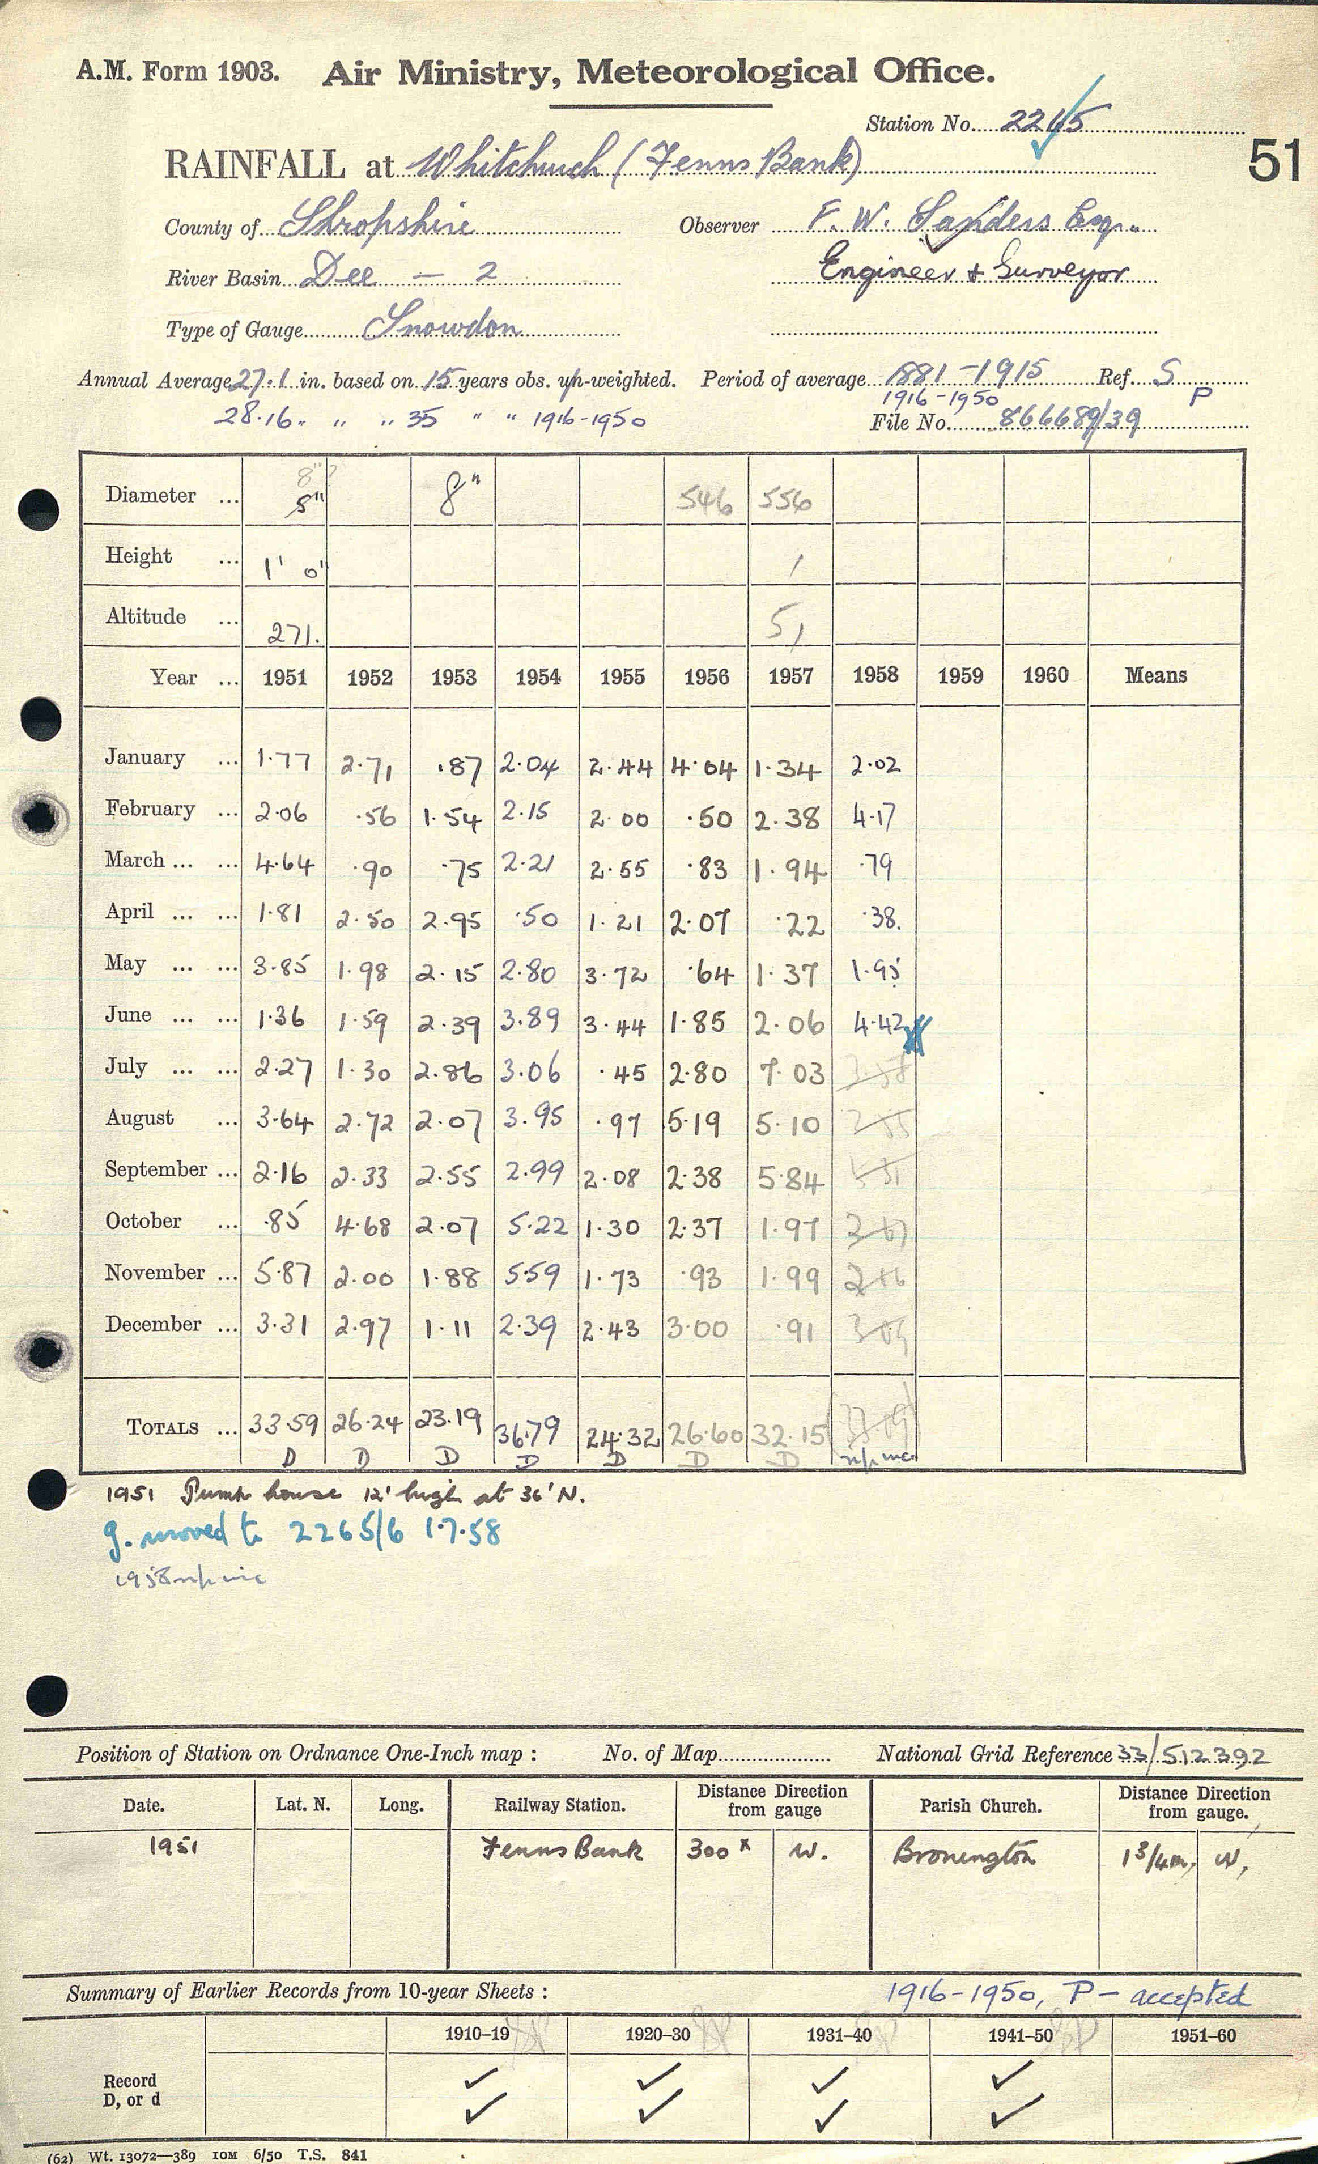 A.M. Form 1903. Air Ministry, Meteorological Office.
Station No. 2265
51
RAINFALL at Whitchurch (Fenns Bank)
County of Shropshire Observer F. W. Sanders Esq.
River Basin Dee — 2 Engineer & Surveyor
Type of Gauge Snowdon
Annual Average 27.1 in. based on 15 years obs. up-weighted. Period of average 1881-1915 Ref. S
28.16 " " " 35 " " 1916-1950 1916-1950 P
File No. 866689/39
Diameter ... 8"? 5" 8" 546 556
Height ... 1' 0" 1
Altitude ... 271. 51
Year ... 1951 1952 1953 1954 1955 1956 1957 1958 1959 1960 Means
January ... 1.77 2.71 .87 2.04 2.44 4.04 1.34 2.02
February ... 2.06 .56 1.54 2.15 2.00 .50 2.38 4.17
March ... ... 4.64 .90 .75 2.21 2.55 .83 1.94 .79
April ... ... 1.81 2.50 2.95 .50 1.21 2.07 .22 .38.
May ... ... 3.85 1.98 2.15 2.80 3.72 .64 1.37 1.95
June ... ... 1.36 1.59 2.39 3.89 3.44 1.85 2.06 4.42
July ... ... 2.27 1.30 2.86 3.06 .45 2.80 7.03
August ... 3.64 2.72 2.07 3.95 .97 5.19 5.10
September ... 2.16 2.33 2.55 2.99 2.08 2.38 5.84
October ... .85 4.68 2.07 5.22 1.30 2.37 1.97
November ... 5.87 2.00 1.88 5.59 1.73 .93 1.99
December ... 3.31 2.97 1.11 2.39 2.43 3.00 .91
TOTALS ... 33.59 26.24 23.19 36.79 24.32 26.60 32.15
D D D D D D D n/p inc
1951 Pump house 12' high at 36' N.
g. moved to 2265/6 1.7.58
1958 n/p inc
Position of Station on Ordnance One-Inch map : No. of Map National Grid Reference 33/512392
Date. Lat. N. Long. Railway Station. Distance Direction from gauge Parish Church. Distance Direction from gauge.
1951 Fenns Bank 300 x W. Bronington 1 3/4 m, W,
Summary of Earlier Records from 10-year Sheets : 1916-1950, P - accepted
1910–19 1920–30 1931–40 1941–50 1951–60
Record ✓ ✓ ✓ ✓
D, or d ✓ ✓ ✓ ✓
(62) Wt. 13072—389 10M 6/50 T.S. 841